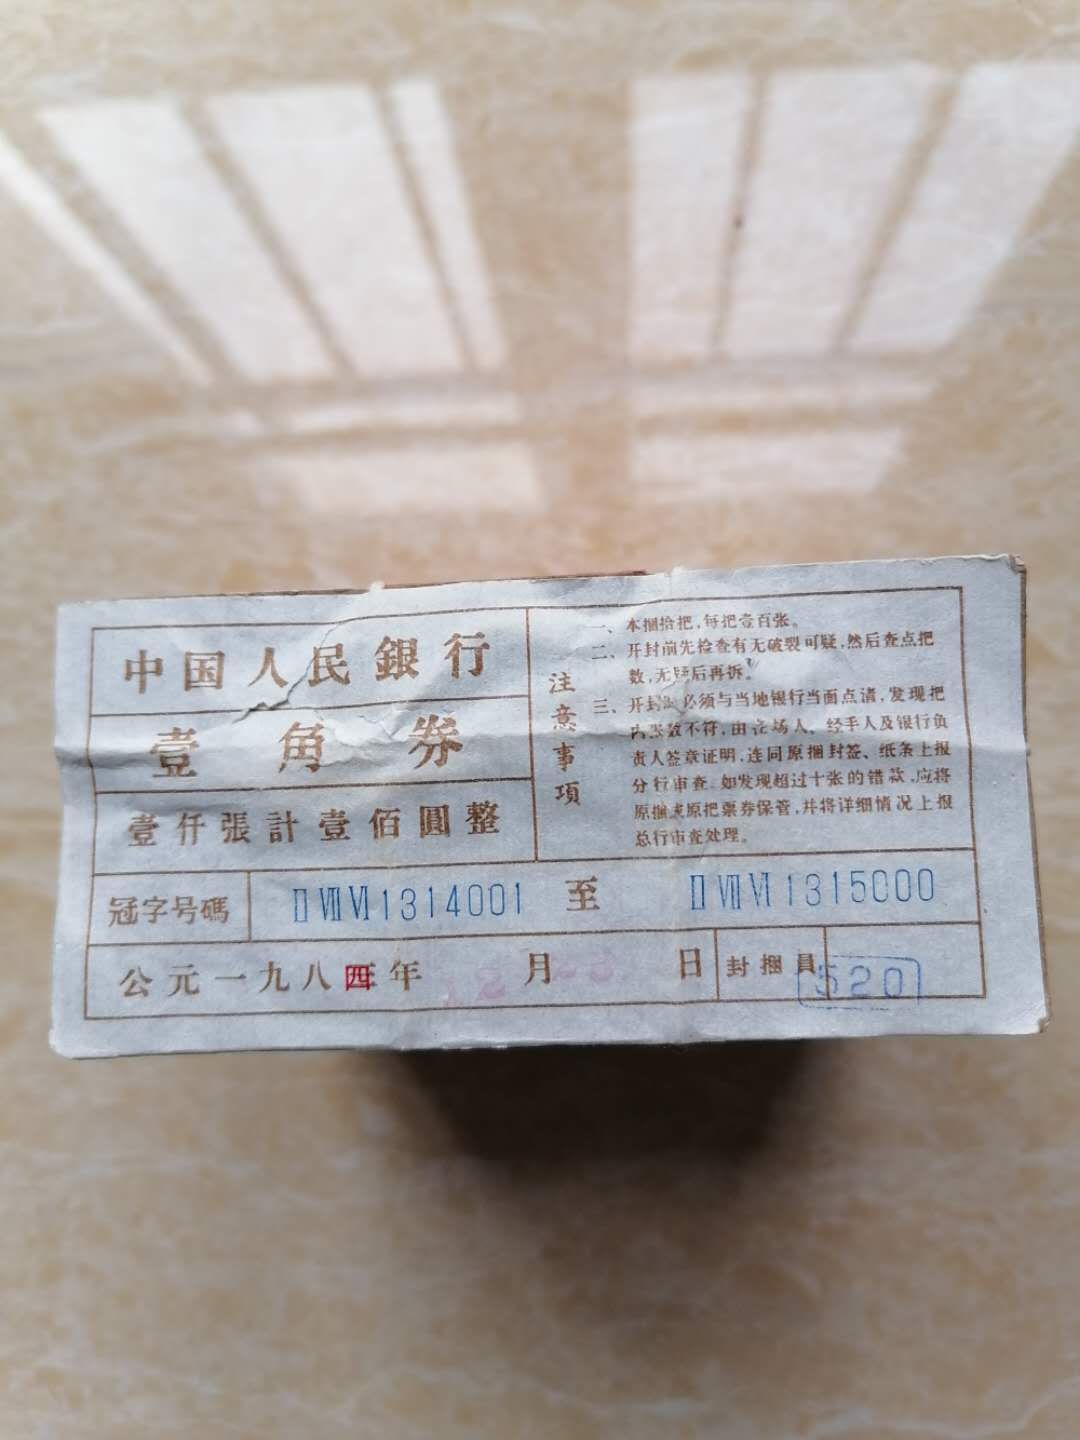 中国人民銀行
壹角券
壹仟張計壹佰圓整
注意事項
一、本捆拾把，每把壹百张。
二、开封前先检查有无破裂可疑，然后查点把
数，无疑后再拆。
三、开封 必须与当地银行当面点清，发现把
内张数不符，由在场人、经手人及银行负
责人签章证明，连同原捆封签、纸条上报
分行审查。如发现超过十张的错款，应将
原捆或原把票券保管，并将详细情况上报
总行审查处理。
冠字号碼 ⅡⅧⅥ1314001 至 ⅡⅧⅥ1315000
公元一九八四年 月 日 封捆員 520